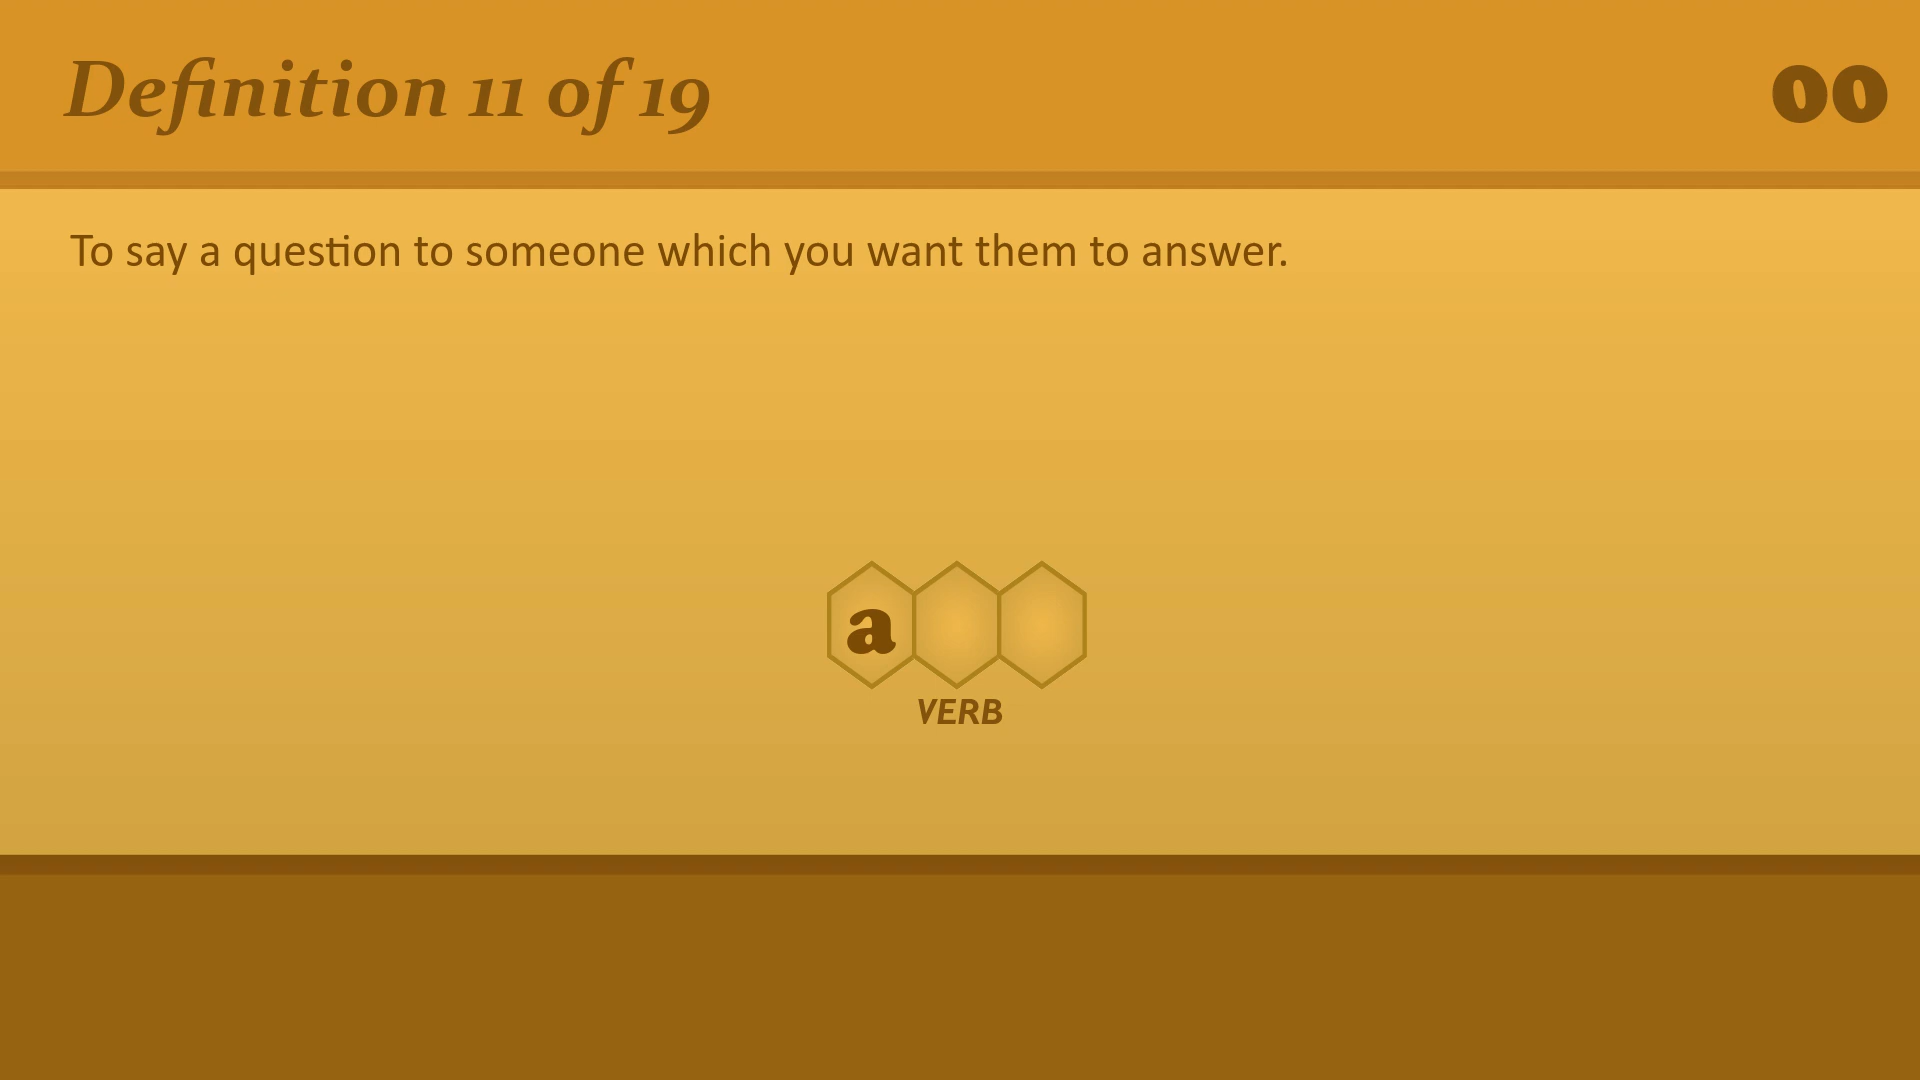 Definition 11 of 19
00
To say a question to someone which you want them to answer.
a
VERB